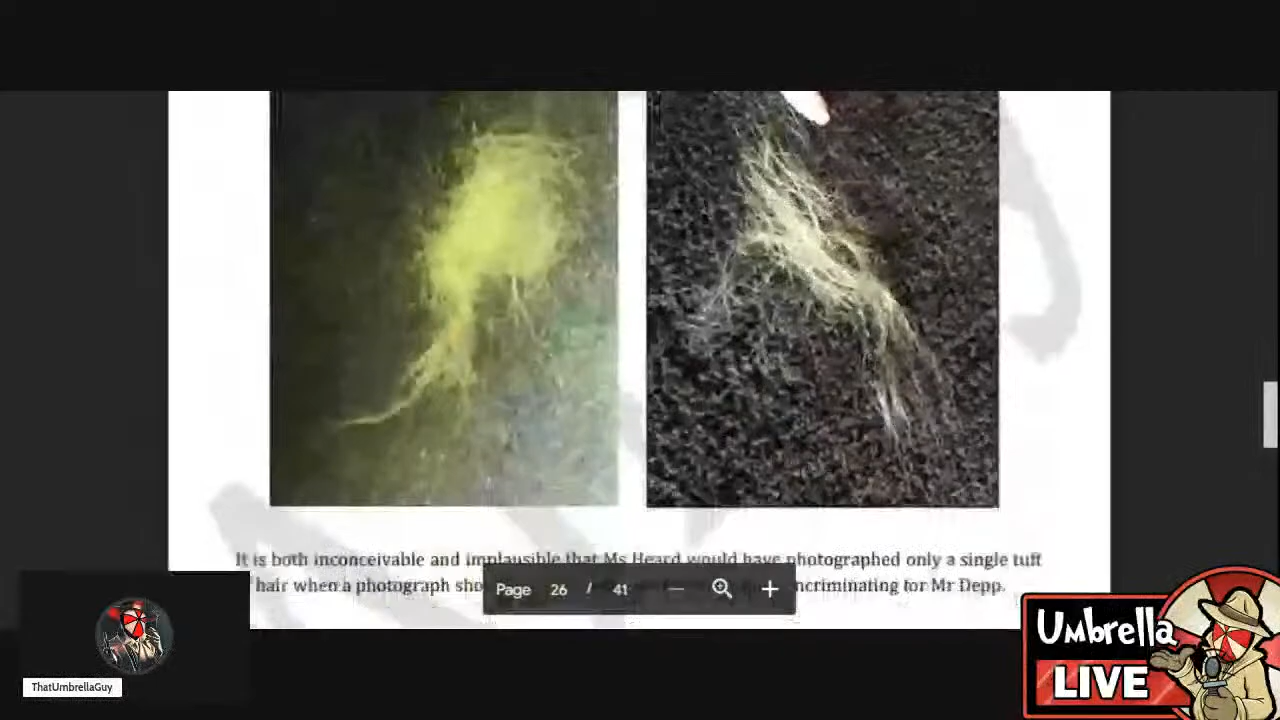 It is both inconceivable and implausible that Ms Heard would have photographed only a single tuft
hair when a photograph
incriminating for Mr Depp.
Page 26 / 41
ThatUmbrellaGuy
Umbrella
LIVE